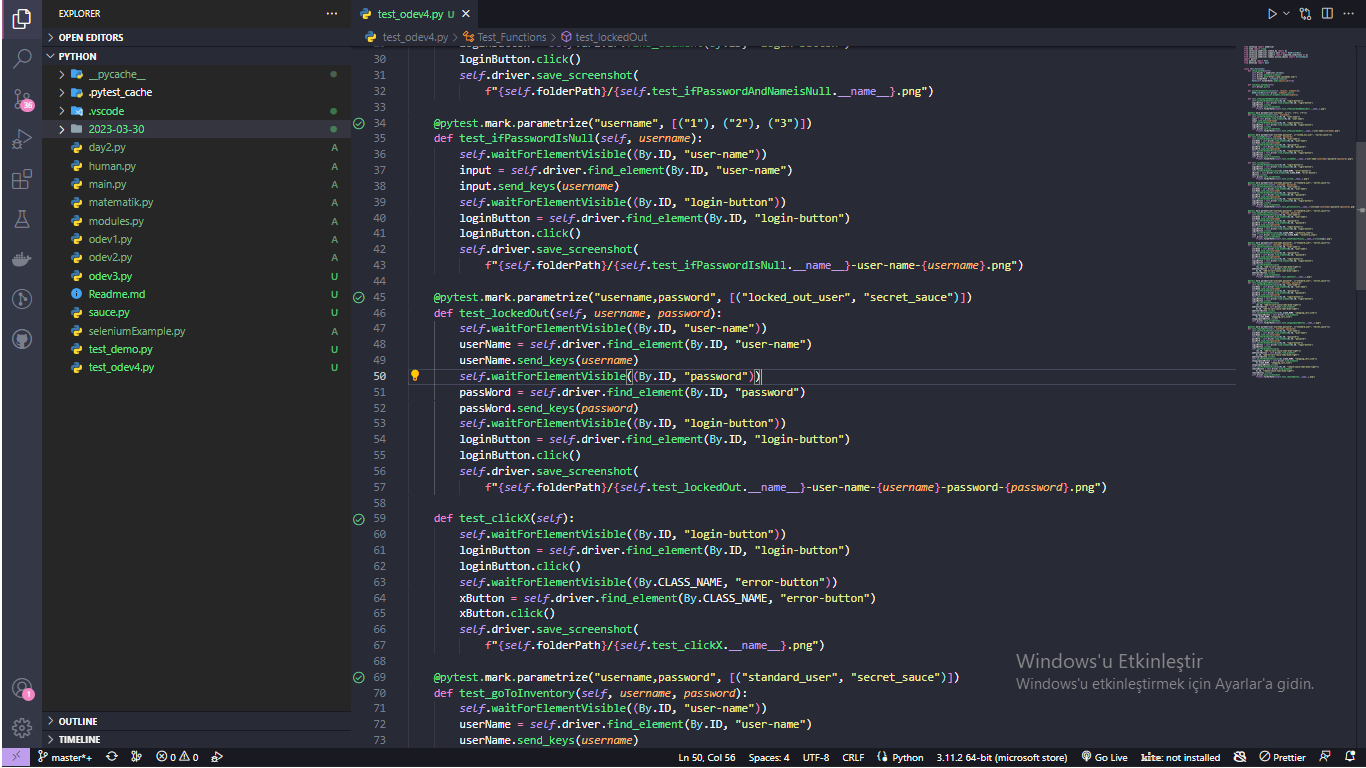 EXPLORER
OPEN EDITORS
PYTHON
__pycache__
.pytest_cache
.vscode
2023-03-30
day2.py A
human.py A
main.py A
matematik.py A
modules.py A
odev1.py A
odev2.py A
odev3.py U
Readme.md U
sauce.py U
seleniumExample.py A
test_demo.py U
test_odev4.py U
OUTLINE
TIMELINE
36
1
test_odev4.py U
test_odev4.py > Test_Functions > test_lockedOut
30 loginButton.click()
31 self.driver.save_screenshot(
32 f"{self.folderPath}/{self.test_ifPasswordAndNameisNull.__name__}.png")
33
34 @pytest.mark.parametrize("username", [("1"), ("2"), ("3")])
35 def test_ifPasswordIsNull(self, username):
36 self.waitForElementVisible((By.ID, "user-name"))
37 input = self.driver.find_element(By.ID, "user-name")
38 input.send_keys(username)
39 self.waitForElementVisible((By.ID, "login-button"))
40 loginButton = self.driver.find_element(By.ID, "login-button")
41 loginButton.click()
42 self.driver.save_screenshot(
43 f"{self.folderPath}/{self.test_ifPasswordIsNull.__name__}-user-name-{username}.png")
44
45 @pytest.mark.parametrize("username,password", [("locked_out_user", "secret_sauce")])
46 def test_lockedOut(self, username, password):
47 self.waitForElementVisible((By.ID, "user-name"))
48 userName = self.driver.find_element(By.ID, "user-name")
49 userName.send_keys(username)
50 self.waitForElementVisible((By.ID, "password"))
51 passWord = self.driver.find_element(By.ID, "password")
52 passWord.send_keys(password)
53 self.waitForElementVisible((By.ID, "login-button"))
54 loginButton = self.driver.find_element(By.ID, "login-button")
55 loginButton.click()
56 self.driver.save_screenshot(
57 f"{self.folderPath}/{self.test_lockedOut.__name__}-user-name-{username}-password-{password}.png")
58
59 def test_clickX(self):
60 self.waitForElementVisible((By.ID, "login-button"))
61 loginButton = self.driver.find_element(By.ID, "login-button")
62 loginButton.click()
63 self.waitForElementVisible((By.CLASS_NAME, "error-button"))
64 xButton = self.driver.find_element(By.CLASS_NAME, "error-button")
65 xButton.click()
66 self.driver.save_screenshot(
67 f"{self.folderPath}/{self.test_clickX.__name__}.png")
68
69 @pytest.mark.parametrize("username,password", [("standard_user", "secret_sauce")])
70 def test_goToInventory(self, username, password):
71 self.waitForElementVisible((By.ID, "user-name"))
72 userName = self.driver.find_element(By.ID, "user-name")
73 userName.send_keys(username)
Windows'u Etkinleştir
Windows'u etkinleştirmek için Ayarlar'a gidin.
master*+ 0 0 Ln 50, Col 56 Spaces: 4 UTF-8 CRLF Python 3.11.2 64-bit (microsoft store) Go Live kite: not installed Prettier